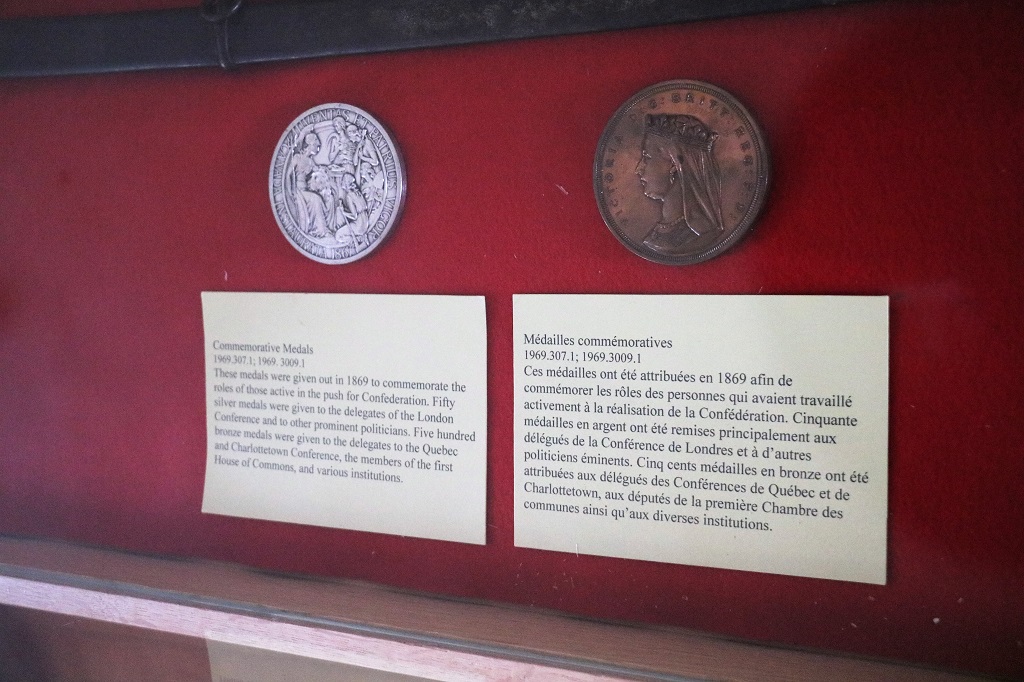 JUVENTAS ET PATRIUS VIGOR
VICTORIA D:G:BRITT:REG:F:D:
Commemorative Medals
1969.307.1; 1969. 3009.1
These medals were given out in 1869 to commemorate the
roles of those active in the push for Confederation. Fifty
silver medals were given to the delegates of the London
Conference and to other prominent politicians. Five hundred
bronze medals were given to the delegates to the Quebec
and Charlottetown Conference, the members of the first
House of Commons, and various institutions.
Médailles commémoratives
1969.307.1; 1969.3009.1
Ces médailles ont été attribuées en 1869 afin de
commémorer les rôles des personnes qui avaient travaillé
activement à la réalisation de la Confédération. Cinquante
médailles en argent ont été remises principalement aux
délégués de la Conférence de Londres et à d'autres
politiciens éminents. Cinq cents médailles en bronze ont été
attribuées aux délégués des Conférences de Québec et de
Charlottetown, aux députés de la première Chambre des
communes ainsi qu'aux diverses institutions.